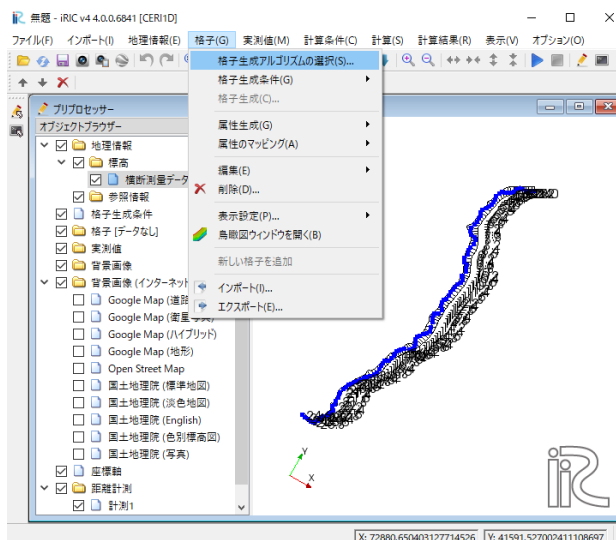 無題 - iRIC v4 4.0.0.6841 [CERI1D]
ファイル(F) インポート(I) 地理情報(E) 格子(G) 実測値(M) 計算条件(C) 計算(S) 計算結果(R) 表示(V) オプション(O)
格子生成アルゴリズムの選択(S)...
格子生成条件(G)
格子生成(C)...
属性生成(G)
属性のマッピング(A)
編集(E)
削除(D)...
表示設定(P)...
鳥瞰図ウィンドウを開く(B)
新しい格子を追加
インポート(I)...
エクスポート(E)...
プリプロセッサー
オブジェクトブラウザー
地理情報
標高
横断測量データ
参照情報
格子生成条件
格子 [データなし]
実測値
背景画像
背景画像 (インターネット
Google Map (道路
Google Map (衛星写真)
Google Map (ハイブリッド)
Google Map (地形)
Open Street Map
国土地理院 (標準地図)
国土地理院 (淡色地図)
国土地理院 (English)
国土地理院 (色別標高図)
国土地理院 (写真)
座標軸
距離計測
計測1
Y
X
iRIC
X: 72880.650403127714526 Y: 41591.527002411108697